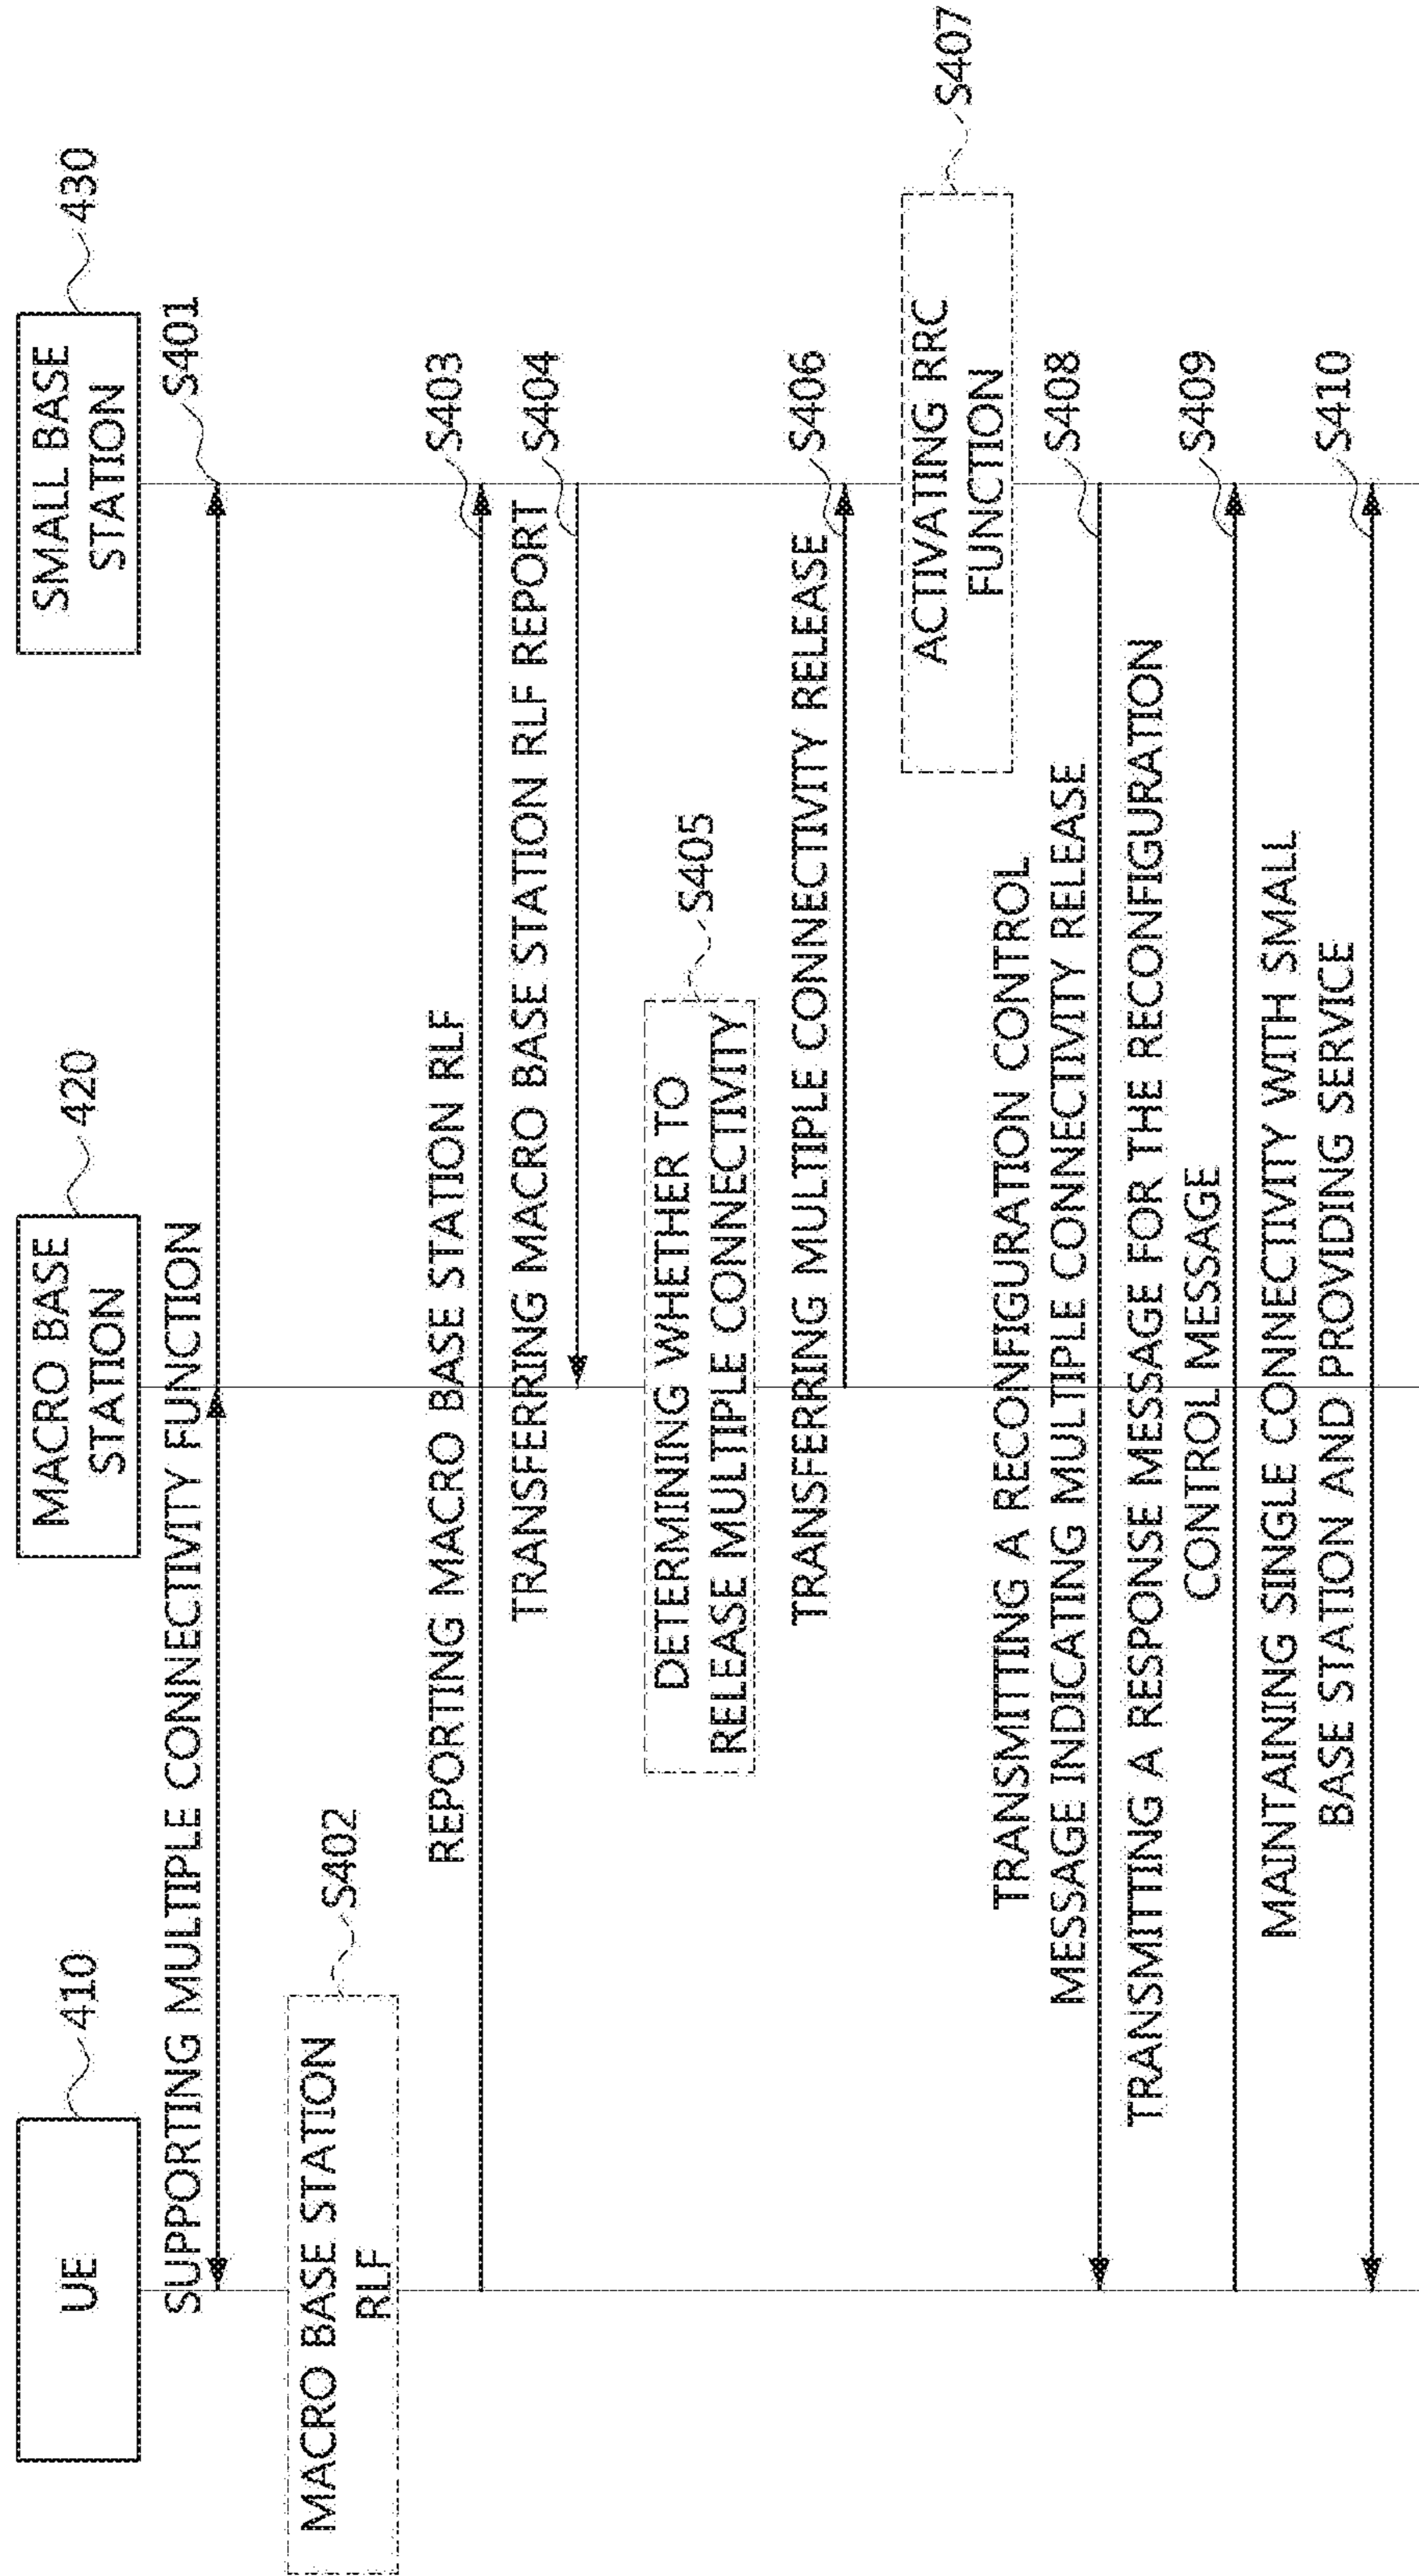 UE
410
MACRO BASE
STATION
420
SMALL BASE
STATION
430
SUPPORTING MULTIPLE CONNECTIVITY FUNCTION
S401
MACRO BASE STATION
RLF
S402
REPORTING MACRO BASE STATION RLF
S403
TRANSFERRING MACRO BASE STATION RLF REPORT
S404
DETERMINING WHETHER TO
RELEASE MULTIPLE CONNECTIVITY
S405
TRANSFERRING MULTIPLE CONNECTIVITY RELEASE
S406
ACTIVATING RRC
FUNCTION
S407
TRANSMITTING A RECONFIGURATION CONTROL
MESSAGE INDICATING MULTIPLE CONNECTIVITY RELEASE
S408
TRANSMITTING A RESPONSE MESSAGE FOR THE RECONFIGURATION
CONTROL MESSAGE
S409
MAINTAINING SINGLE CONNECTIVITY WITH SMALL
BASE STATION AND PROVIDING SERVICE
S410